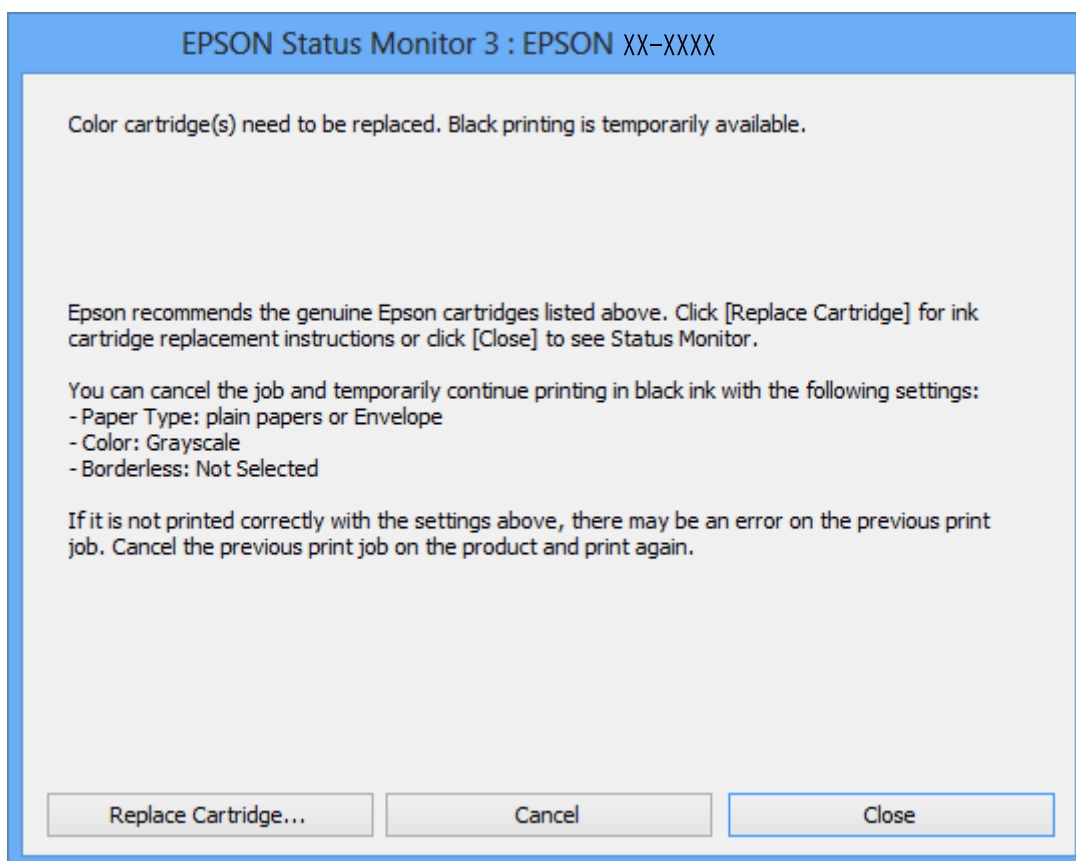 EPSON Status Monitor 3 : EPSON XX-XXXX
Color cartridge(s) need to be replaced. Black printing is temporarily available.
Epson recommends the genuine Epson cartridges listed above. Click [Replace Cartridge] for ink
cartridge replacement instructions or click [Close] to see Status Monitor.
You can cancel the job and temporarily continue printing in black ink with the following settings:
- Paper Type: plain papers or Envelope
- Color: Grayscale
- Borderless: Not Selected
If it is not printed correctly with the settings above, there may be an error on the previous print
job. Cancel the previous print job on the product and print again.
Replace Cartridge... Cancel Close